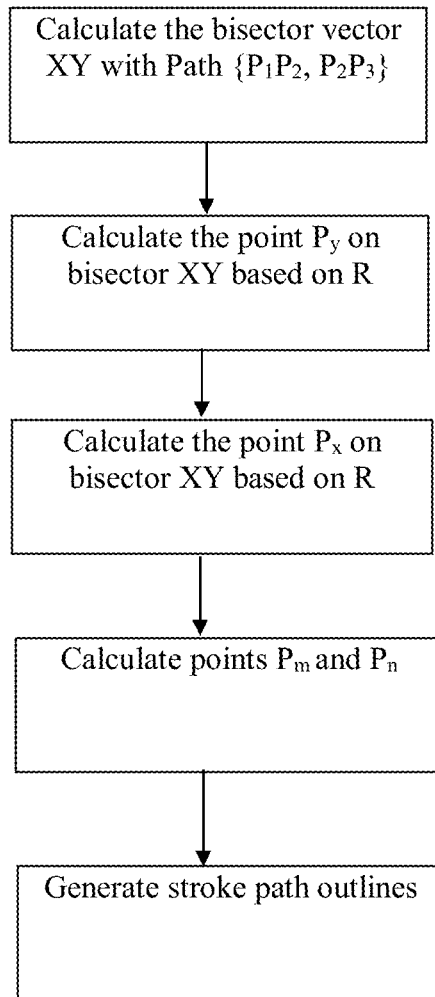 Calculate the bisector vector
XY with Path {P₁P₂, P₂P₃}
Calculate the point Pᵧ on
bisector XY based on R
Calculate the point Pₓ on
bisector XY based on R
Calculate points Pₘ and Pₙ
Generate stroke path outlines